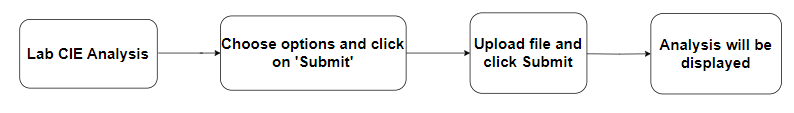 Lab CIE Analysis
Choose options and click
on 'Submit'
Upload file and
click Submit
Analysis will be
displayed